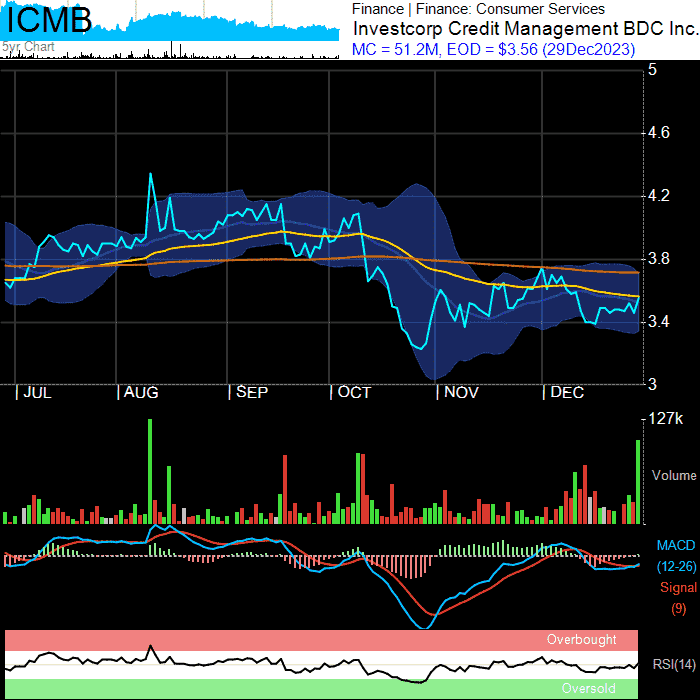 ICMB
5yr Chart
Finance | Finance: Consumer Services
Investcorp Credit Management BDC Inc.
MC = 51.2M, EOD = $3.56 (29Dec2023)
5
4.6
4.2
3.8
3.4
3
JUL AUG SEP OCT NOV DEC
127k
Volume
MACD
(12-26)
Signal
(9)
Overbought
RSI(14)
Oversold